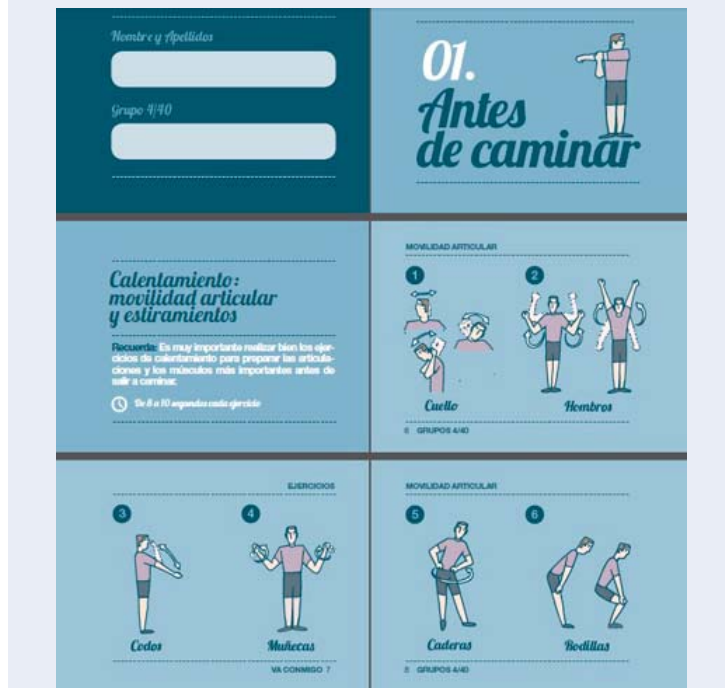 Nombre y Apellidos
Grupo 4/40
01.
Antes
de caminar
Calentamiento:
movilidad articular
y estiramientos
Recuerda: Es muy importante realizar bien los ejer-
cicios de calentamiento para preparar las articula-
ciones y los músculos más importantes antes de
salir a caminar.
De 8 a 10 segundos cada ejercicio
MOVILIDAD ARTICULAR
1
2
Cuello
Hombros
6 GRUPOS 4/40
EJERCICIOS
3
4
Codos
Muñecas
VA CONMIGO 7
MOVILIDAD ARTICULAR
5
6
Caderas
Rodillas
8 GRUPOS 4/40